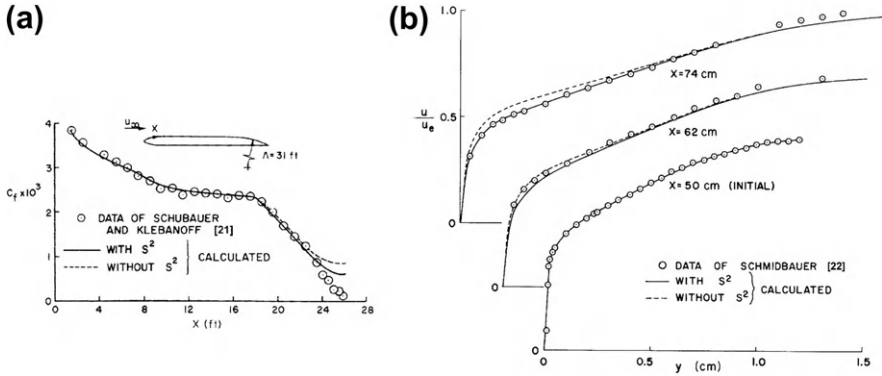 (a)
u∞
X
Λ=31 ft
4
3
2
1
0
C_f ×10³
DATA OF SCHUBAUER
AND KLEBANOFF [21]
WITH S²
WITHOUT S²
CALCULATED
0 4 8 12 16 20 24 28
X (ft)
(b)
1.0
0.5
0
u/u_e
X=74 cm
X=62 cm
X=50 cm (INITIAL)
0
0
DATA OF SCHMIDBAUER [22]
WITH S²
WITHOUT S²
CALCULATED
0 0.5 1.0 1.5
y (cm)